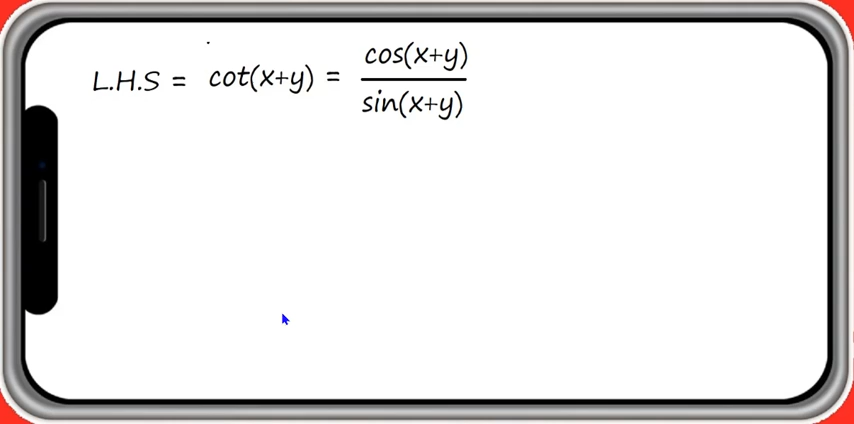 L.H.S = cot(x+y) = cos(x+y) / sin(x+y)